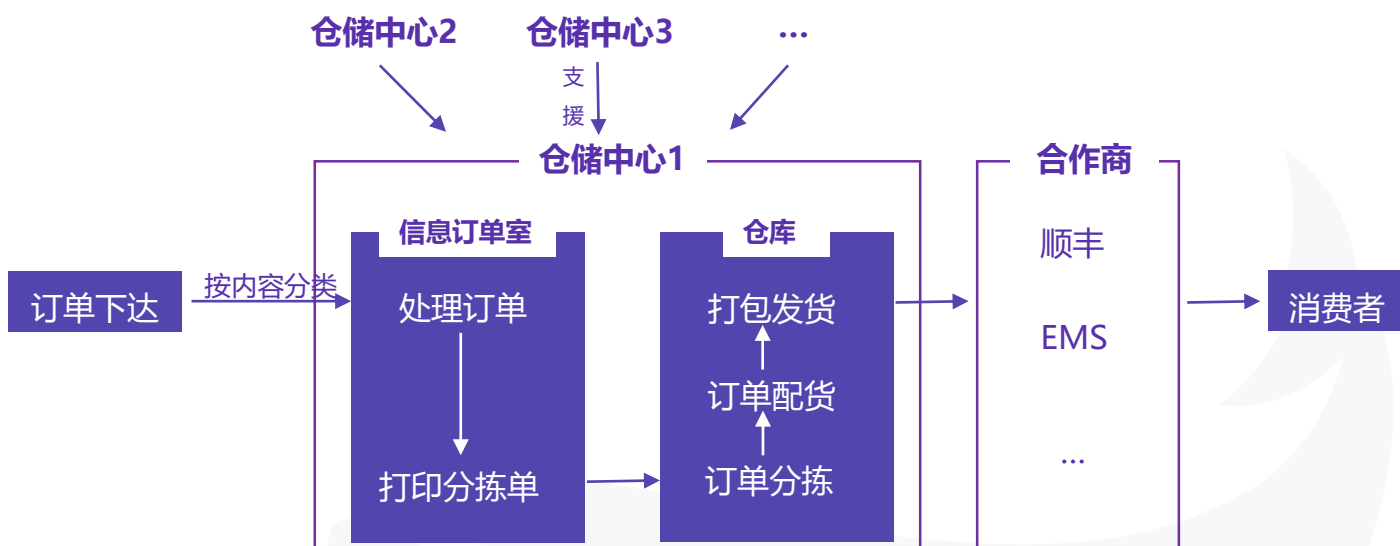 仓储中心2
仓储中心3
...
支
援
仓储中心1
合作商
信息订单室
仓库
顺丰
订单下达
按内容分类
处理订单
打包发货
消费者
EMS
订单配货
...
打印分拣单
订单分拣